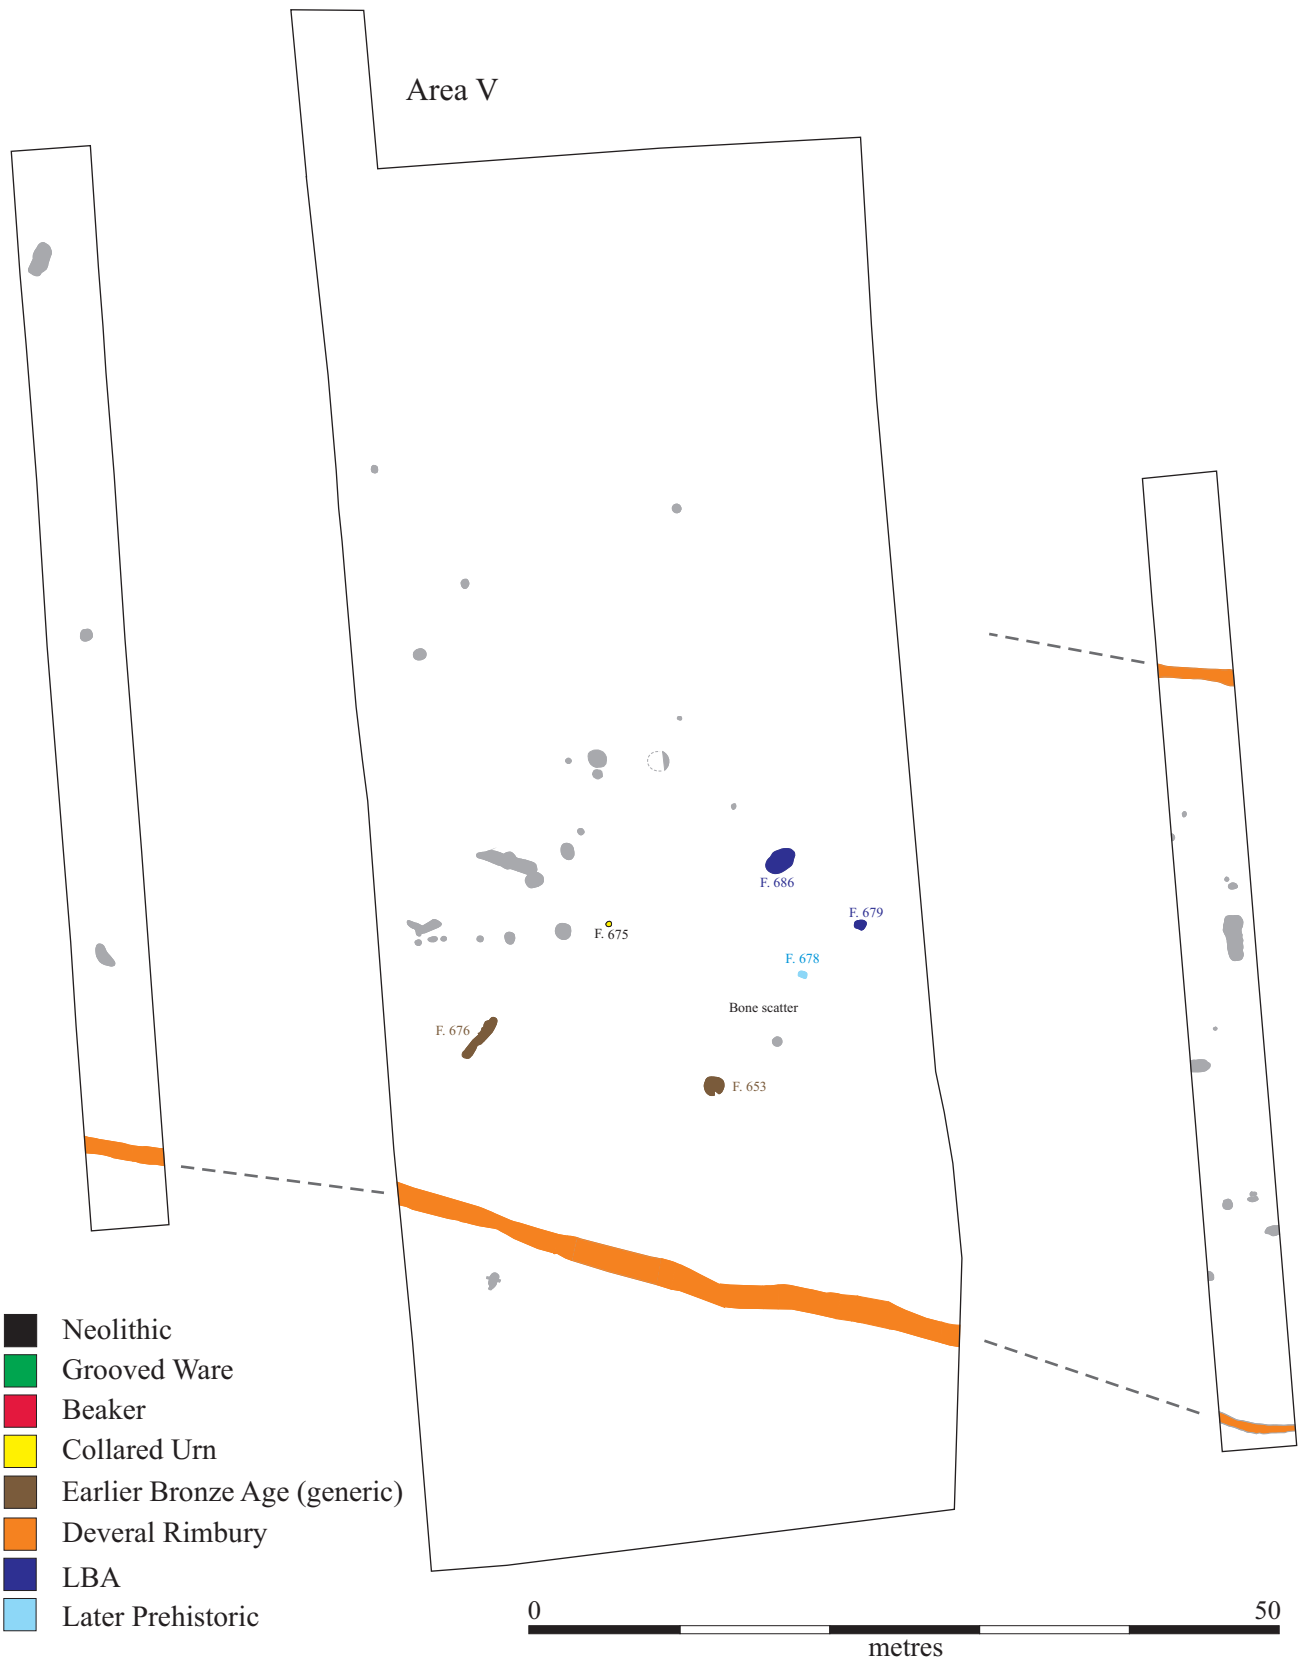 Area V
F. 686
F. 679
F. 675
F. 678
Bone scatter
F. 676
F. 653
Neolithic
Grooved Ware
Beaker
Collared Urn
Earlier Bronze Age (generic)
Deveral Rimbury
LBA
Later Prehistoric
0 50
metres